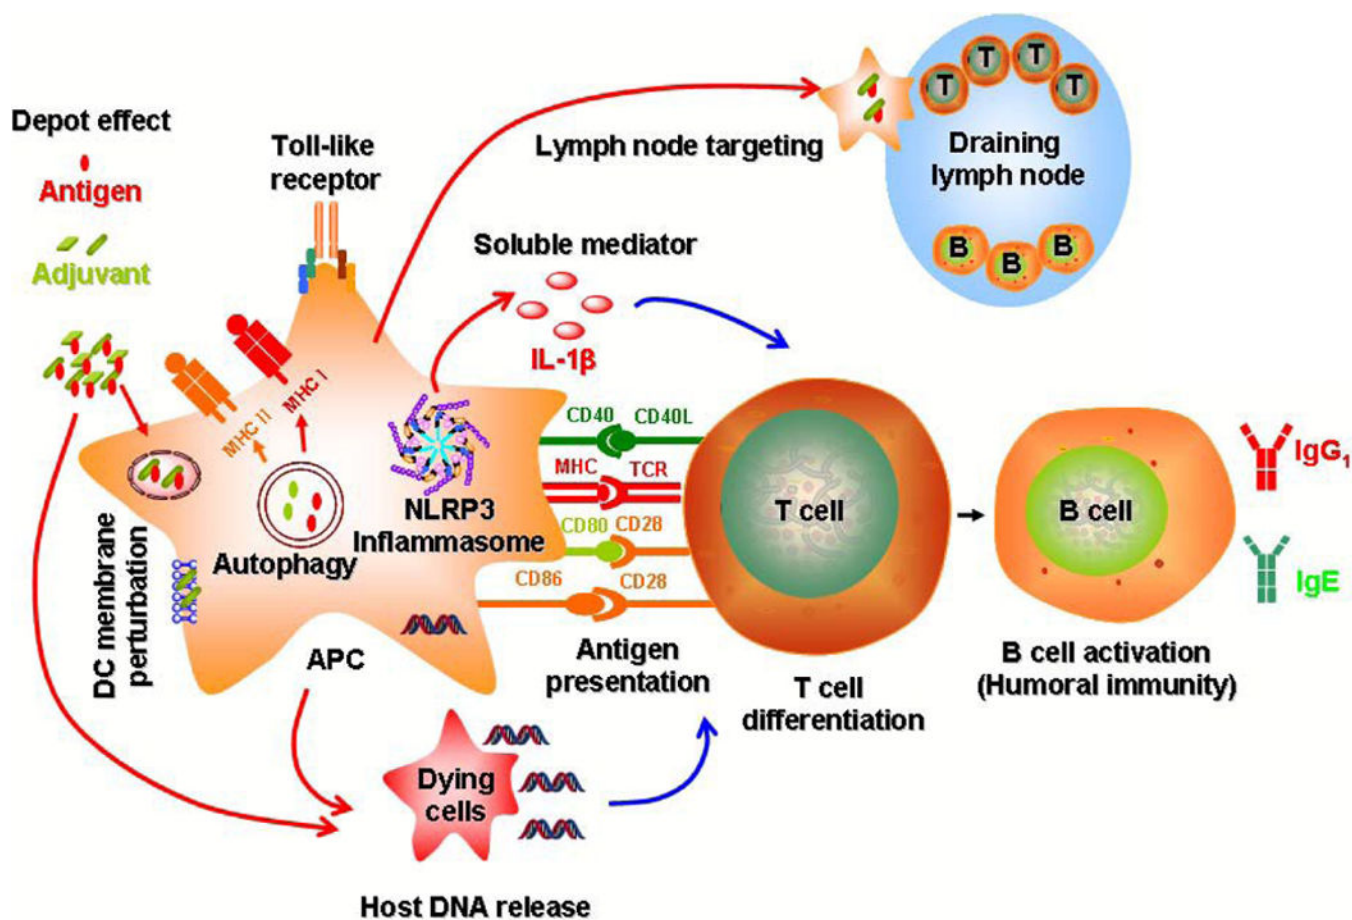 Depot effect
Antigen
Adjuvant
Toll-like
receptor
Lymph node targeting
T
T
T
T
Draining
lymph node
B
B
B
Soluble mediator
IL-1β
MHC II
MHC I
NLRP3
Inflammasome
Autophagy
DC membrane
perturbation
APC
CD40 CD40L
MHC TCR
CD80 CD28
CD86 CD28
Antigen
presentation
T cell
T cell
differentiation
B cell
B cell activation
(Humoral immunity)
IgG1
IgE
Dying
cells
Host DNA release